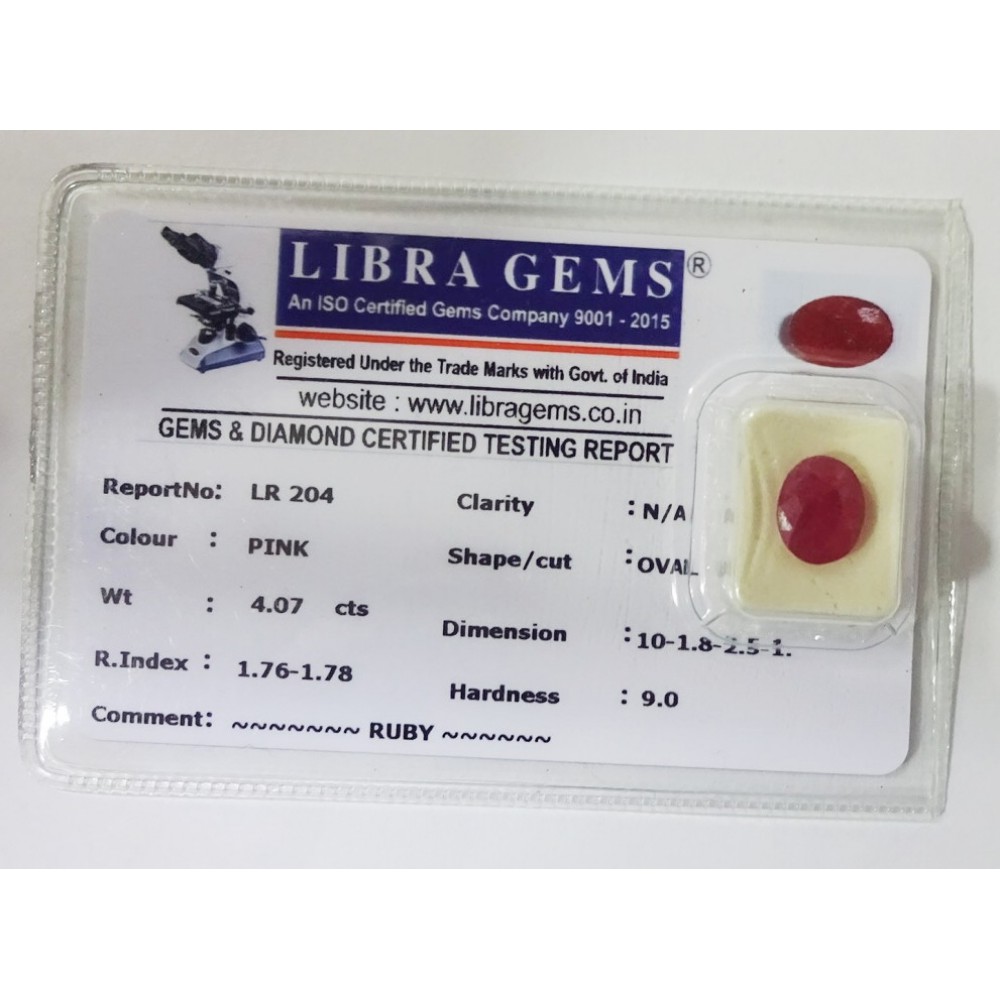 LIBRA GEMS ®
An ISO Certified Gems Company 9001 - 2015
Registered Under the Trade Marks with Govt. of India
website : www.libragems.co.in
GEMS & DIAMOND CERTIFIED TESTING REPORT
ReportNo: LR 204
Colour : PINK
Wt : 4.07 cts
R.Index : 1.76-1.78
Comment: ~~~~~~~ RUBY ~~~~~~
Clarity : N/A
Shape/cut : OVAL
Dimension : 10-1.8-2.5-1.
Hardness : 9.0